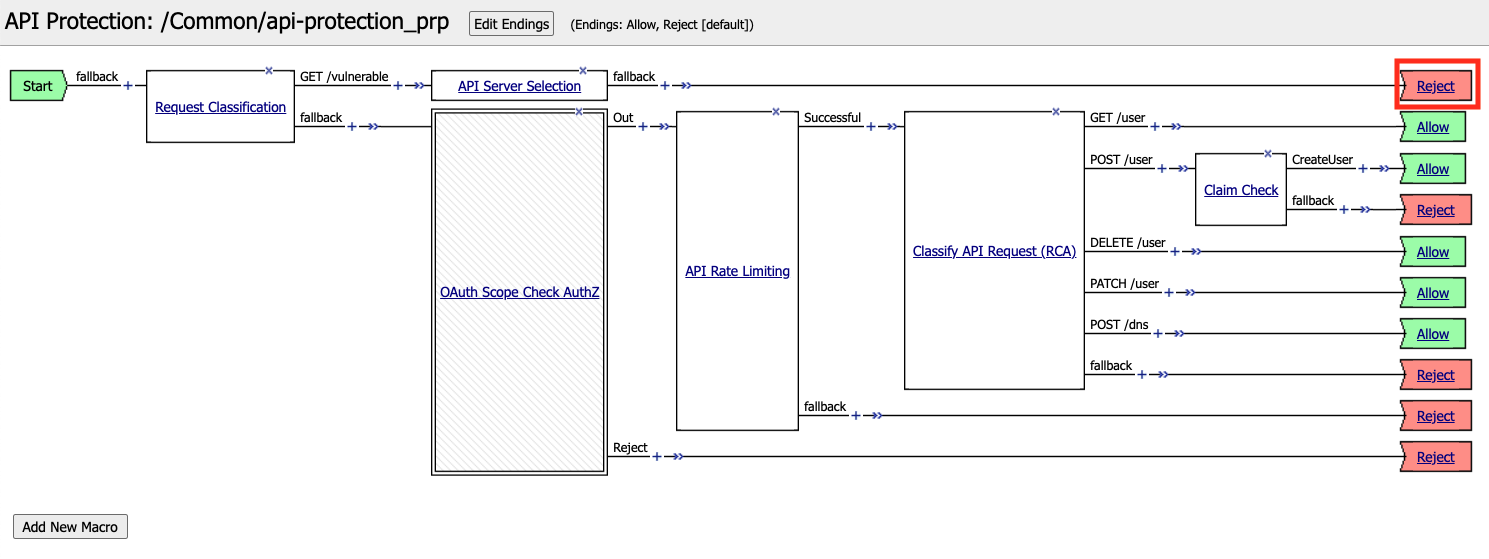 API Protection: /Common/api-protection_prp
Edit Endings
(Endings: Allow, Reject [default])
Start
fallback
Request Classification
GET /vulnerable
API Server Selection
fallback
Reject
fallback
OAuth Scope Check AuthZ
Out
API Rate Limiting
Successful
Classify API Request (RCA)
GET /user
Allow
POST /user
Claim Check
CreateUser
Allow
fallback
Reject
DELETE /user
Allow
PATCH /user
Allow
POST /dns
Allow
fallback
Reject
fallback
Reject
Reject
Reject
Add New Macro